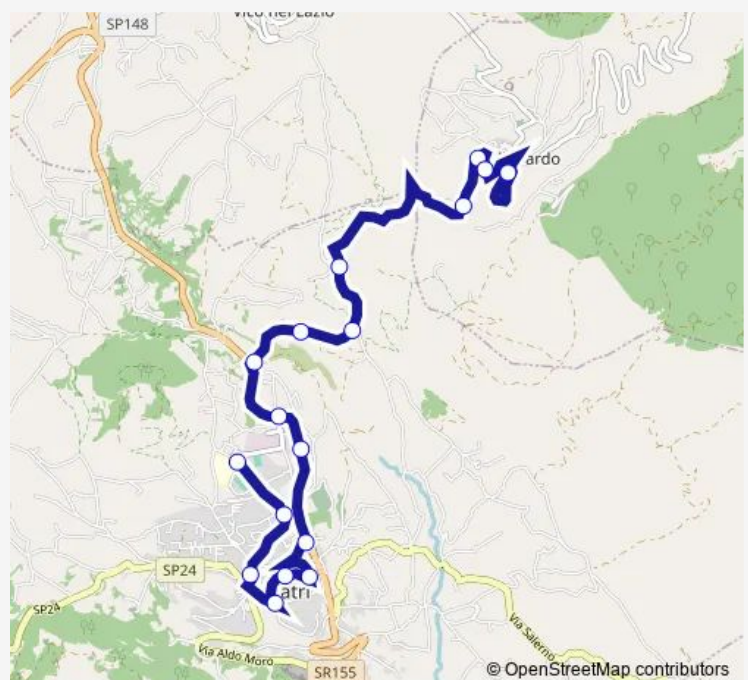 Vico nel Lazio
SP148
ardo
SP24
SP24
atri
Via Salerno
Via Aldo Moro
SR155
© OpenStreetMap contributors